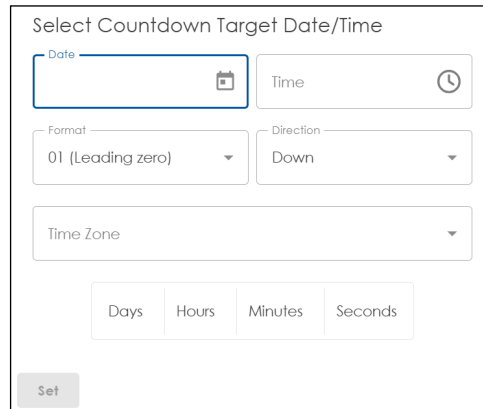 Select Countdown Target Date/Time
Date
Time
Format
Direction
01 (Leading zero)
Down
Time Zone
Days Hours Minutes Seconds
Set